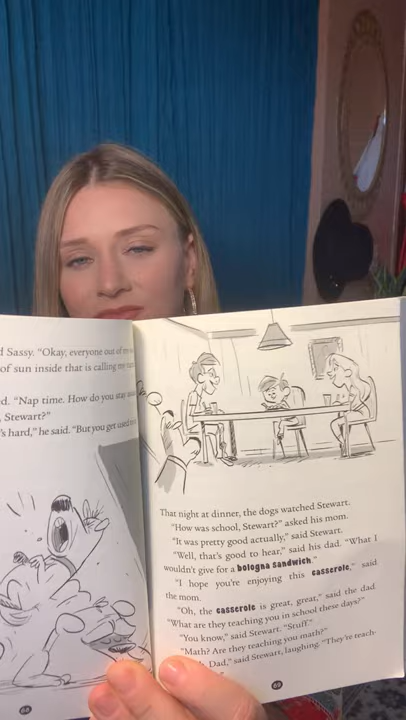 d Sassy. "Okay, everyone out of
of sun inside that is calling my
ed. "Nap time. How do you stay
, Stewart?"
's hard," he said. "But you get used
68
That night at dinner, the dogs watched Stewart.
"How was school, Stewart?" asked his mom.
"It was pretty good actually," said Stewart.
"Well, that's good to hear," said his dad. "What I
wouldn't give for a bologna sandwich."
"I hope you're enjoying this casserole," said
the mom.
"Oh, the casserole is great, great," said the dad.
"What are they teaching you in school these days?"
"You know," said Stewart. "Stuff."
"Math? Are they teaching you math?"
Dad," said Stewart, laughing. "They're teach-
69